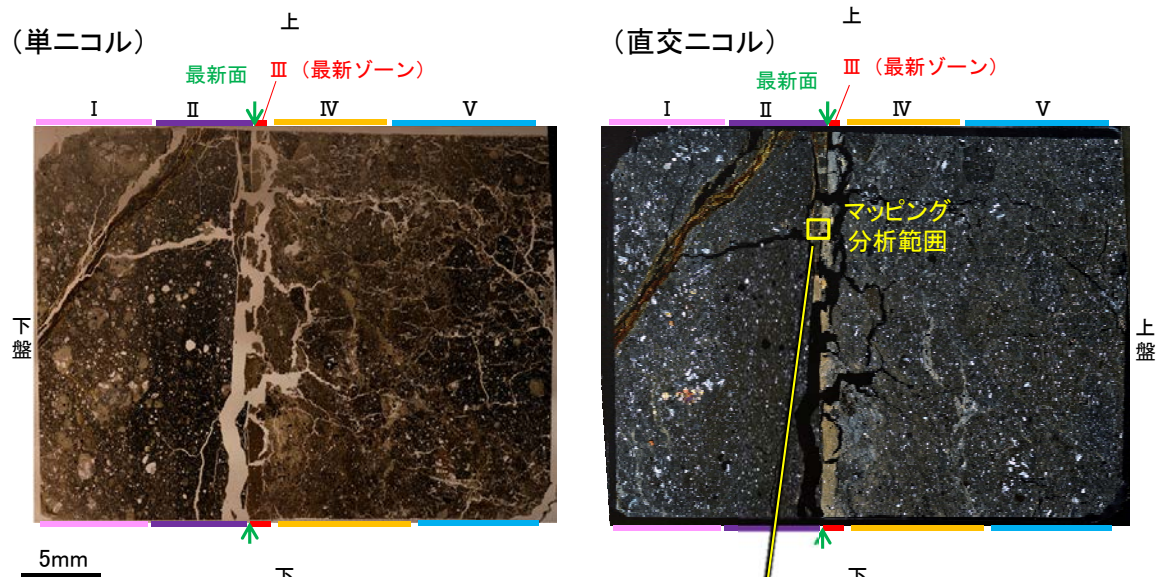 上
(単ニコル)
最新面
Ⅲ (最新ゾーン)
Ⅰ
Ⅱ
Ⅳ
Ⅴ
下盤
5mm
下
上
(直交ニコル)
最新面
Ⅲ (最新ゾーン)
Ⅰ
Ⅱ
Ⅳ
Ⅴ
マッピング
分析範囲
上盤
下